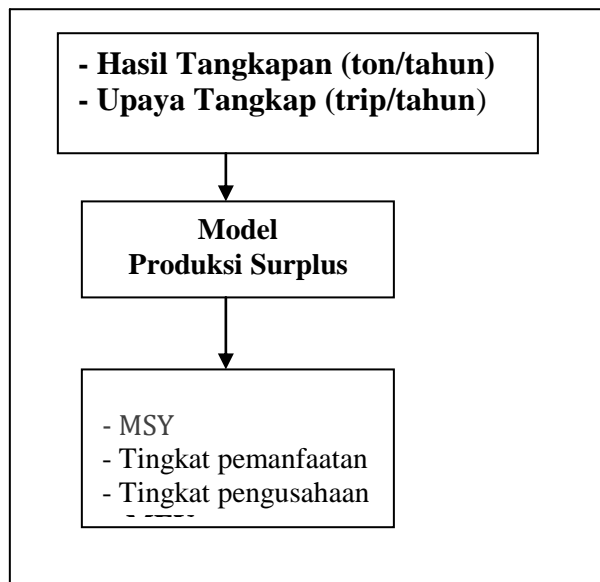 - Hasil Tangkapan (ton/tahun)
- Upaya Tangkap (trip/tahun)
Model
Produksi Surplus
- MSY
- Tingkat pemanfaatan
- Tingkat pengusahaan